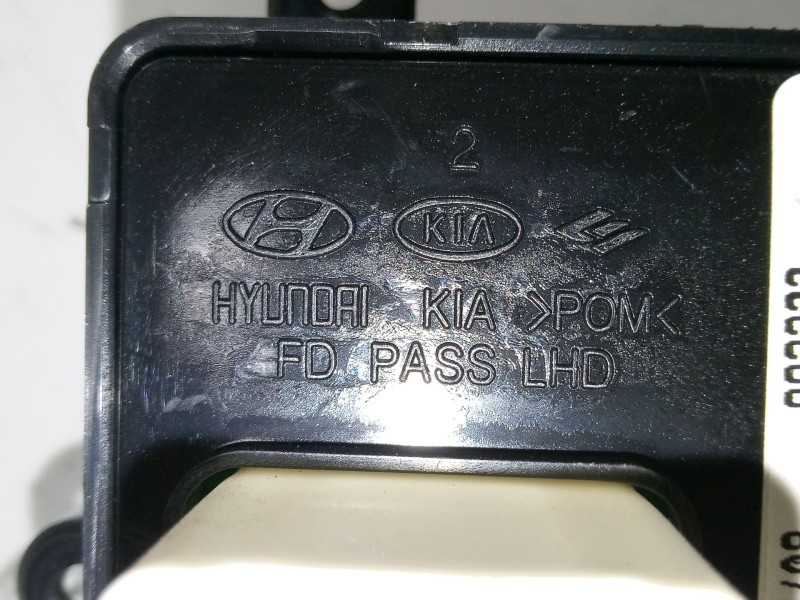 2
KIA
HYUNDAI KIA >POM<
FD PASS LHD